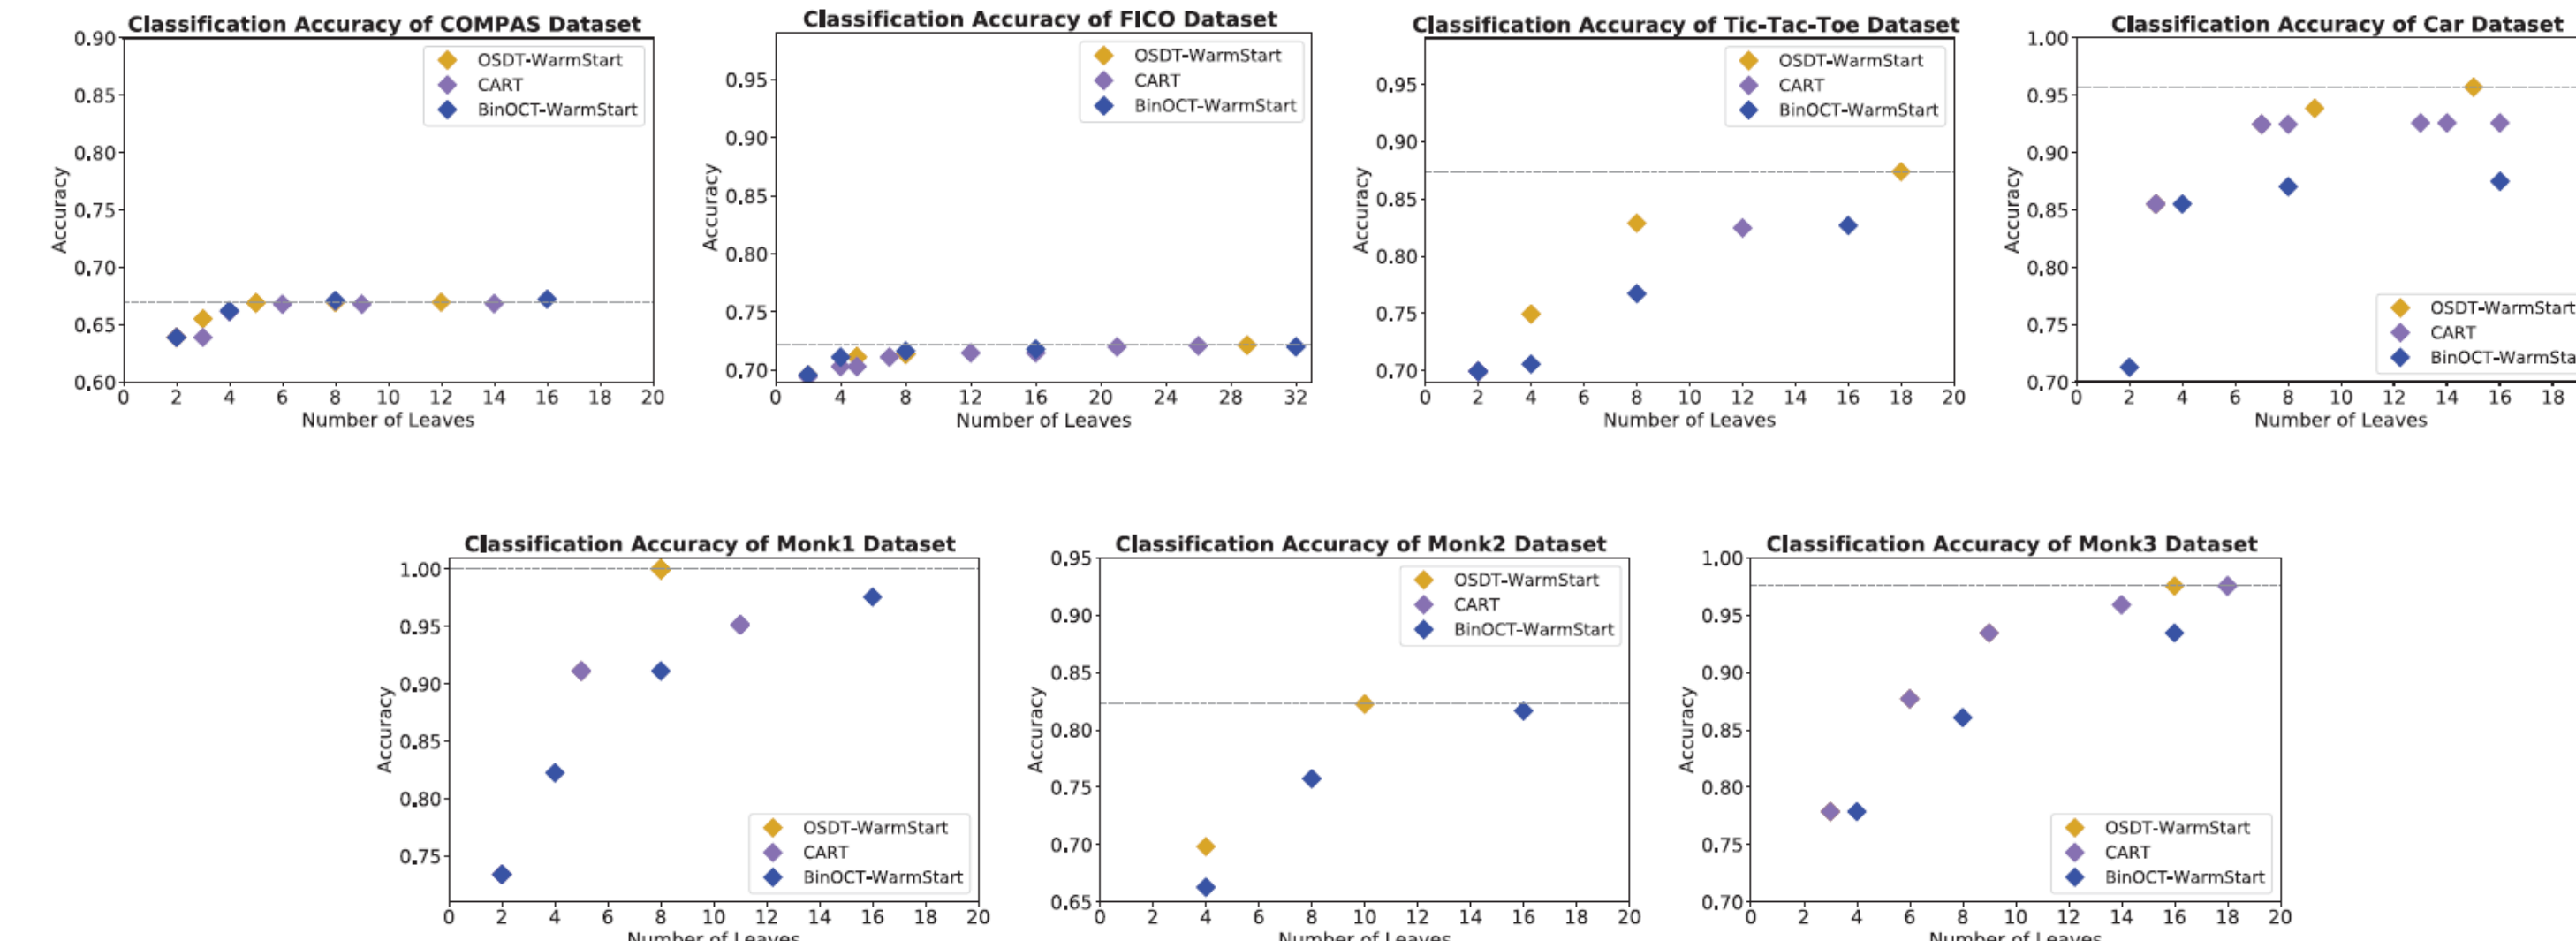 Classification Accuracy of COMPAS Dataset
0.90
0.85
0.80
0.75
0.70
0.65
0.60
Accuracy
OSDT-WarmStart
CART
BinOCT-WarmStart
0 2 4 6 8 10 12 14 16 18 20
Number of Leaves
Classification Accuracy of FICO Dataset
0.95
0.90
0.85
0.80
0.75
0.70
Accuracy
OSDT-WarmStart
CART
BinOCT-WarmStart
0 4 8 12 16 20 24 28 32
Number of Leaves
Classification Accuracy of Tic-Tac-Toe Dataset
0.95
0.90
0.85
0.80
0.75
0.70
Accuracy
OSDT-WarmStart
CART
BinOCT-WarmStart
0 2 4 6 8 10 12 14 16 18 20
Number of Leaves
Classification Accuracy of Car Dataset
1.00
0.95
0.90
0.85
0.80
0.75
0.70
Accuracy
OSDT-WarmStart
CART
BinOCT-WarmSta
0 2 4 6 8 10 12 14 16 18
Number of Leaves
Classification Accuracy of Monk1 Dataset
1.00
0.95
0.90
0.85
0.80
0.75
Accuracy
OSDT-WarmStart
CART
BinOCT-WarmStart
0 2 4 6 8 10 12 14 16 18 20
Number of Leaves
Classification Accuracy of Monk2 Dataset
0.95
0.90
0.85
0.80
0.75
0.70
0.65
Accuracy
OSDT-WarmStart
CART
BinOCT-WarmStart
0 2 4 6 8 10 12 14 16 18 20
Number of Leaves
Classification Accuracy of Monk3 Dataset
1.00
0.95
0.90
0.85
0.80
0.75
0.70
Accuracy
OSDT-WarmStart
CART
BinOCT-WarmStart
0 2 4 6 8 10 12 14 16 18 20
Number of Leaves